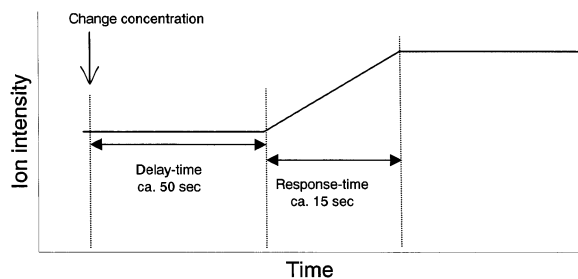 Change concentration
Ion intensity
Delay-time
ca. 50 sec
Response-time
ca. 15 sec
Time